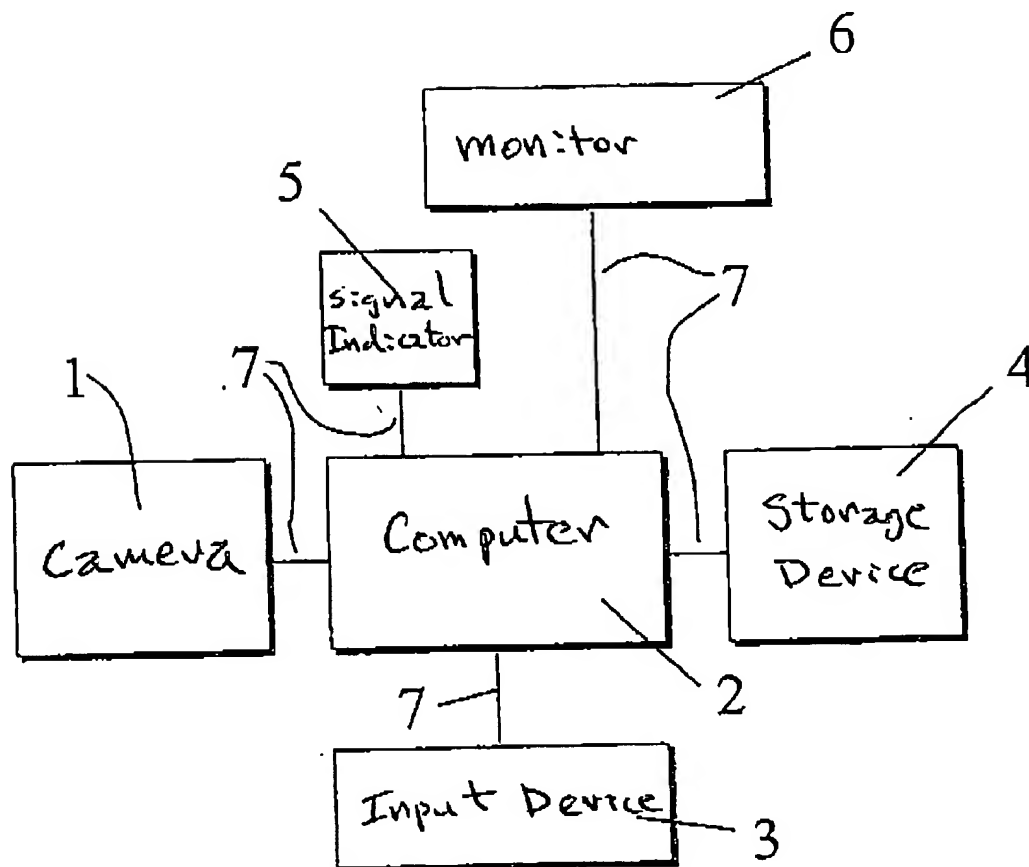 6
monitor
5
signal
Indicator
7
7
1
4
Camera
Computer
Storage
Device
7
2
Input Device
3